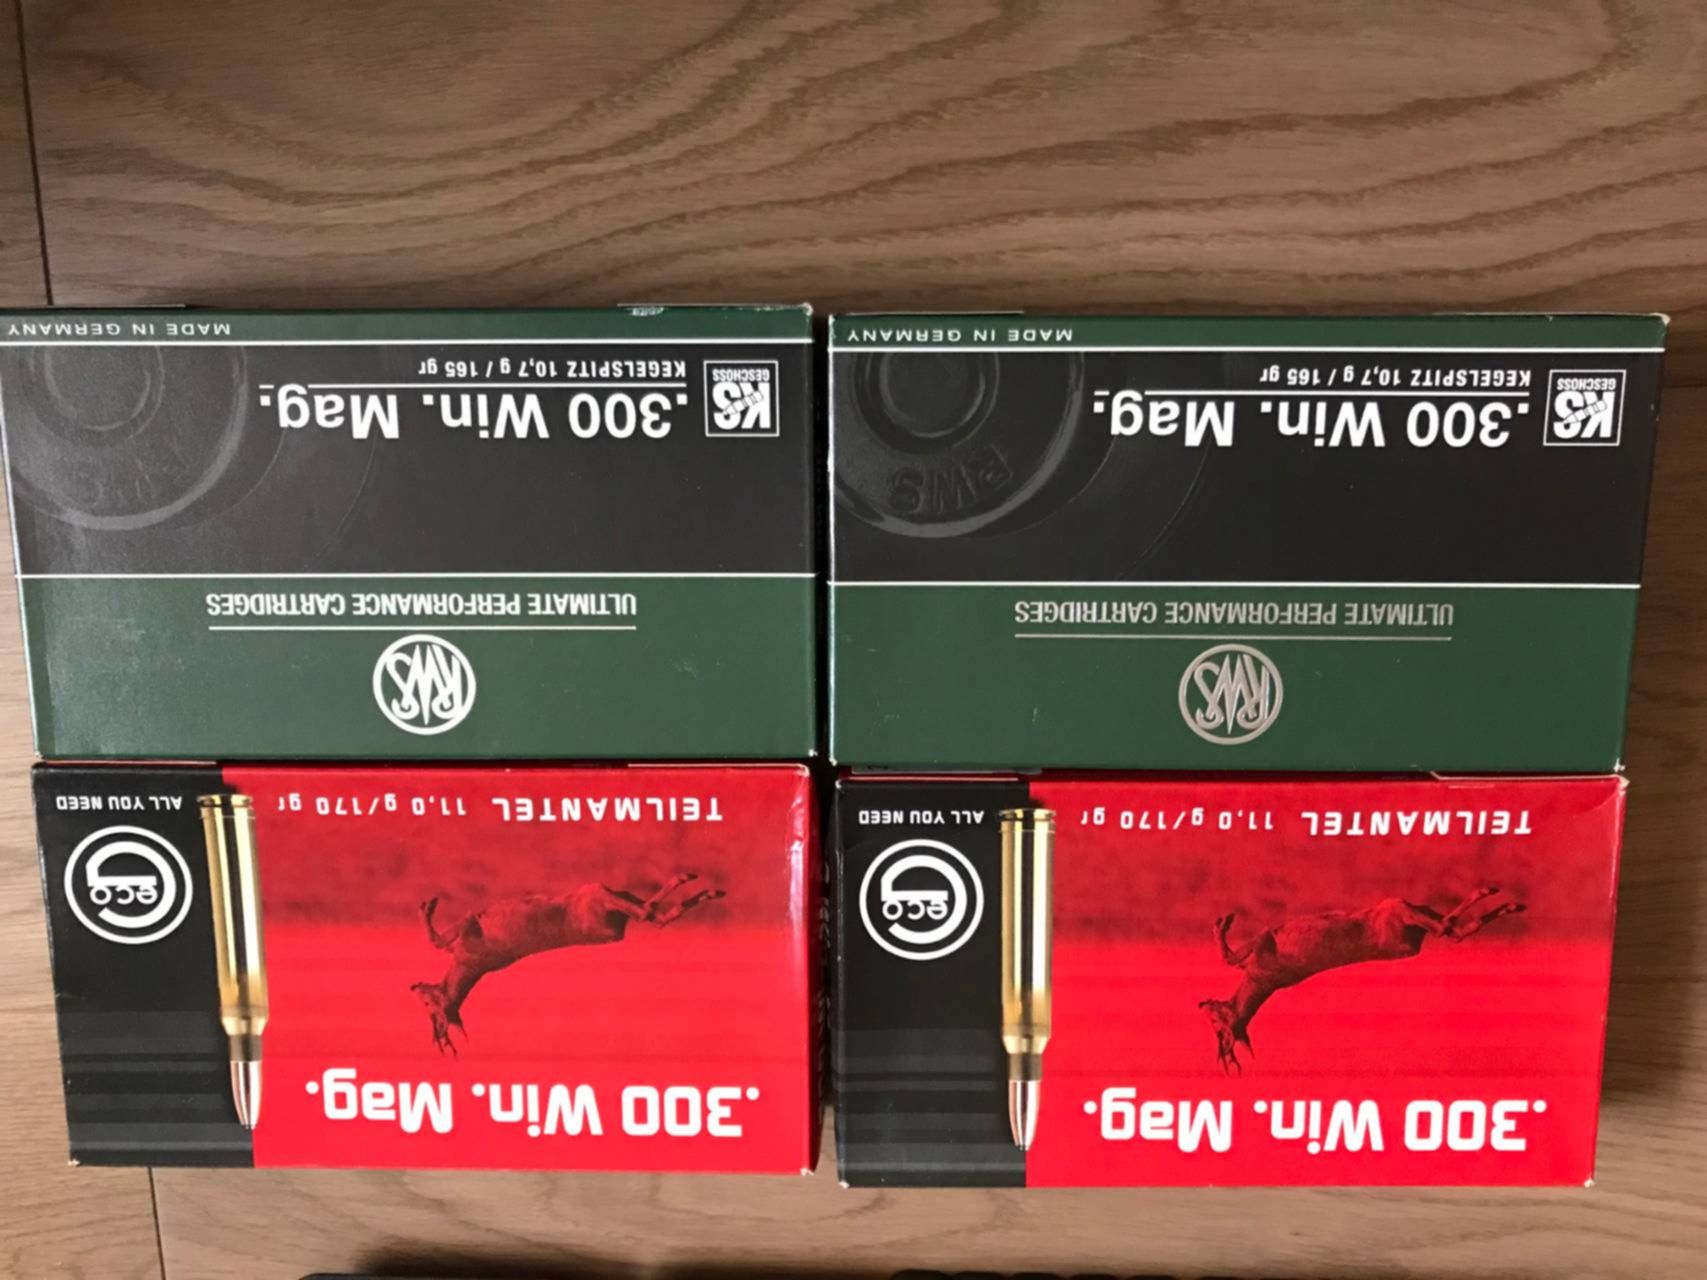 .300 Win. Mag.
TEILMANTEL 11,0 g/170 gr
Geco
ALL YOU NEED
.300 Win. Mag.
TEILMANTEL 11,0 g/170 gr
Geco
ALL YOU NEED
RWS
ULTIMATE PERFORMANCE CARTRIDGES
RWS
KS
GESCHOSS
.300 Win. Mag.
KEGELSPITZ 10,7 g / 165 gr
MADE IN GERMANY
RWS
ULTIMATE PERFORMANCE CARTRIDGES
KS
GESCHOSS
.300 Win. Mag.
KEGELSPITZ 10,7 g / 165 gr
MADE IN GERMANY